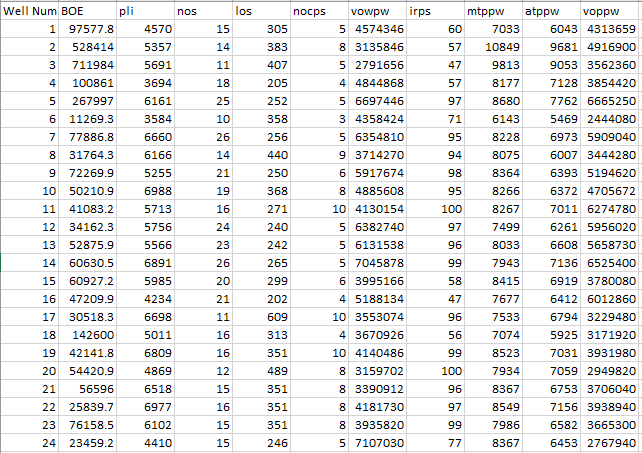 Well Num BOE pli nos los nocps vowpw irps mtppw atppw voppw
1 97577.8 4570 15 305 5 4574346 60 7033 6043 4313659
2 528414 5357 14 383 8 3135846 57 10849 9681 4916900
3 711984 5691 11 407 5 2791656 47 9813 9053 3562360
4 100861 3694 18 205 4 4844868 57 8177 7128 3854420
5 267997 6161 25 252 5 6697446 97 8680 7762 6665250
6 11269.3 3584 10 358 3 4358424 71 6143 5469 2444080
7 77886.8 6660 26 256 5 6354810 95 8228 6973 5909040
8 31764.3 6166 14 440 9 3714270 94 8075 6007 3444280
9 72269.9 5255 21 250 6 5917674 98 8364 6393 5194620
10 50210.9 6988 19 368 8 4885608 95 8266 6372 4705672
11 41083.2 5713 16 271 10 4130154 100 8267 7011 6274780
12 34162.3 5756 24 240 5 6382740 97 7499 6261 5956020
13 52875.9 5566 23 242 5 6131538 96 8033 6608 5658730
14 60630.5 6891 26 265 5 7045878 99 7943 7136 6525400
15 60927.2 5985 20 299 6 3995166 58 8415 6919 3780080
16 47209.9 4234 21 202 4 5188134 47 7677 6412 6012860
17 30518.3 6698 11 609 10 3553074 96 7533 6794 3229480
18 142600 5011 16 313 4 3670926 56 7074 5925 3171920
19 42141.8 6809 16 351 10 4140486 99 8523 7031 3931980
20 54420.9 4869 12 489 8 3159702 100 7934 7059 2949820
21 56596 6518 15 351 8 3390912 96 8367 6753 3706040
22 25839.7 6977 16 351 8 4181730 97 8549 7156 3938940
23 76158.5 6102 15 351 8 3935820 99 7986 6582 3665300
24 23459.2 4410 15 246 5 7107030 77 8367 6453 2767940